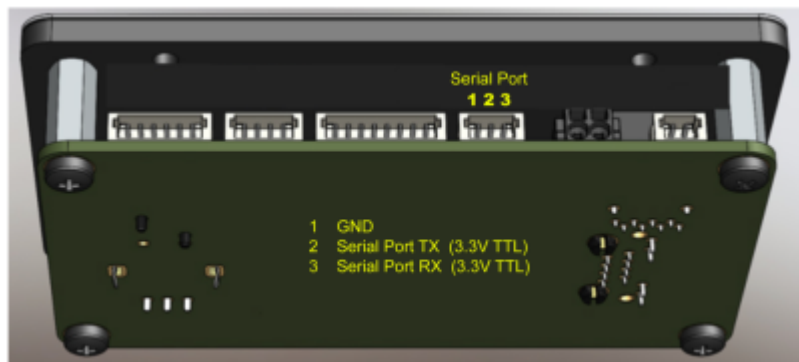 Serial Port
1 2 3
1 GND
2 Serial Port TX (3.3V TTL)
3 Serial Port RX (3.3V TTL)